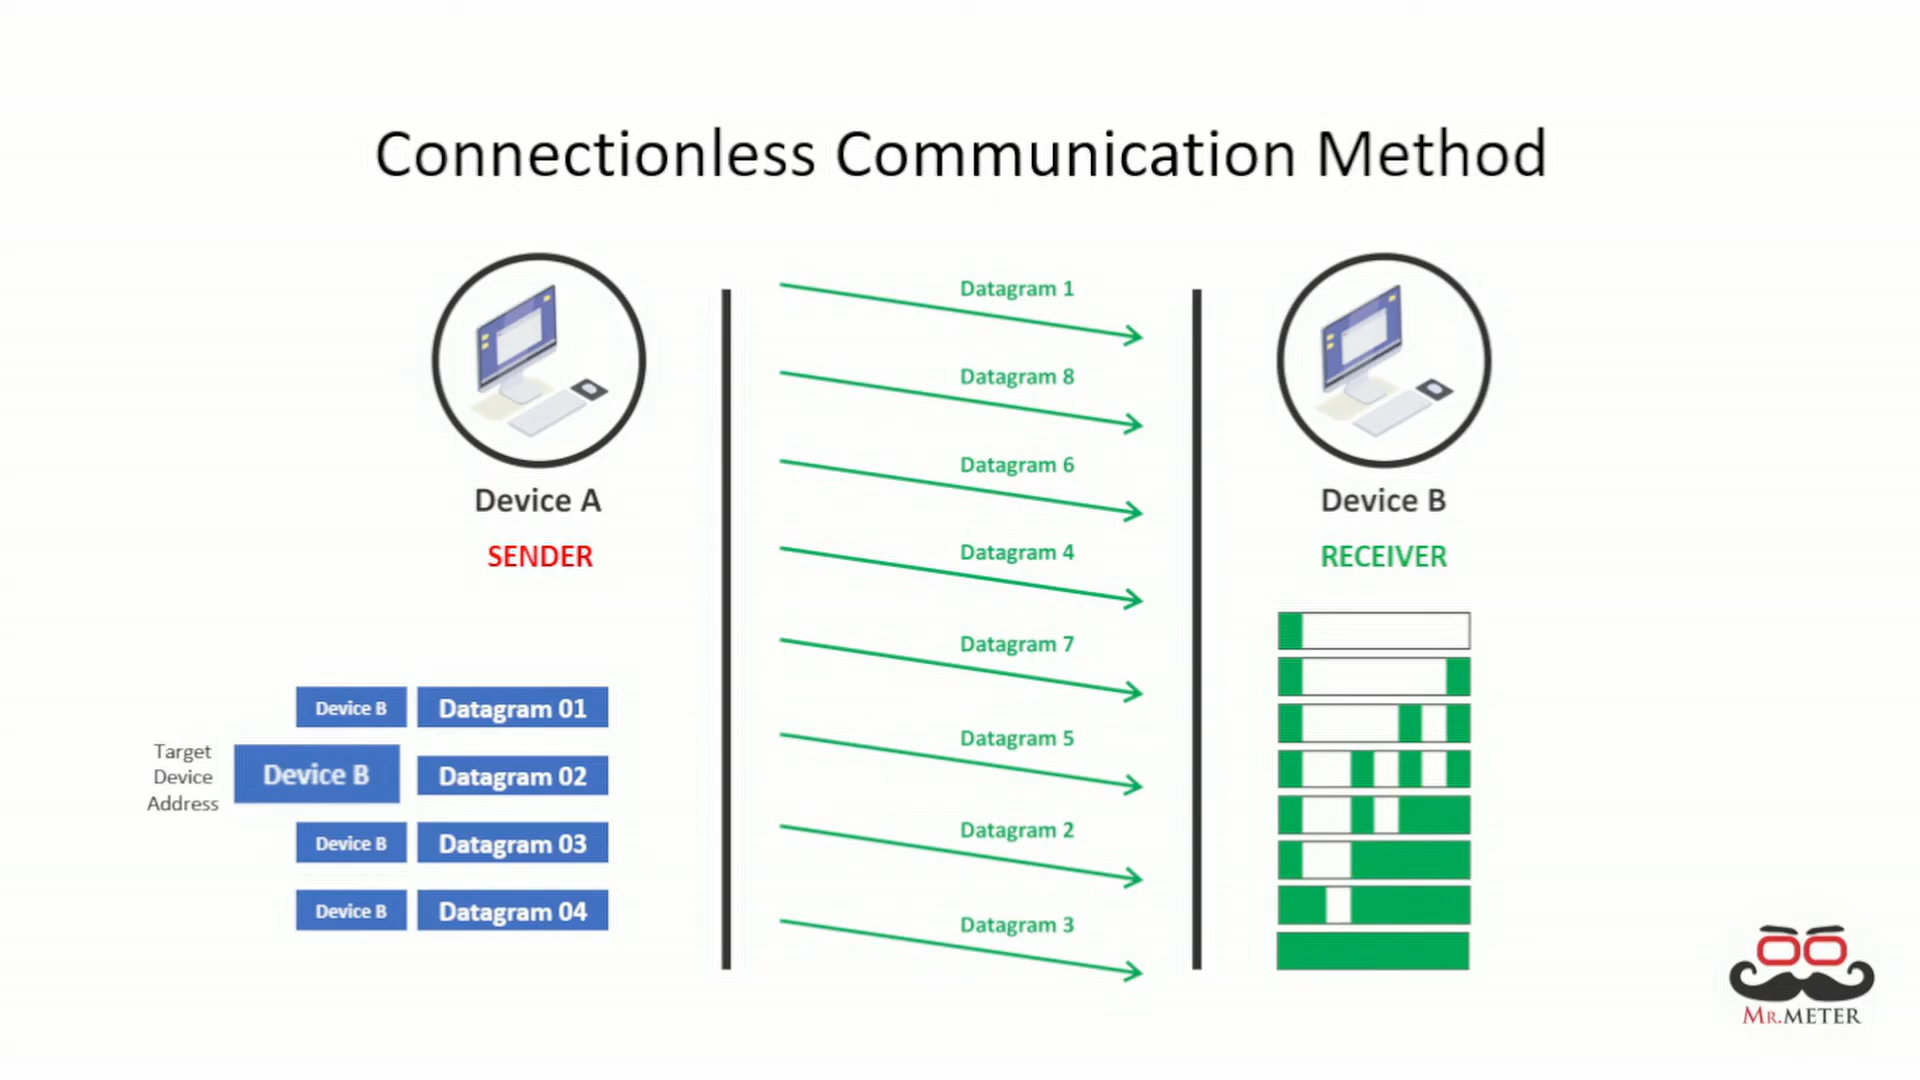 Connectionless Communication Method
Device A
SENDER
Device B
RECEIVER
Datagram 1
Datagram 8
Datagram 6
Datagram 4
Datagram 7
Datagram 5
Datagram 2
Datagram 3
Target
Device
Address
Device B Datagram 01
Device B Datagram 02
Device B Datagram 03
Device B Datagram 04
MR.METER